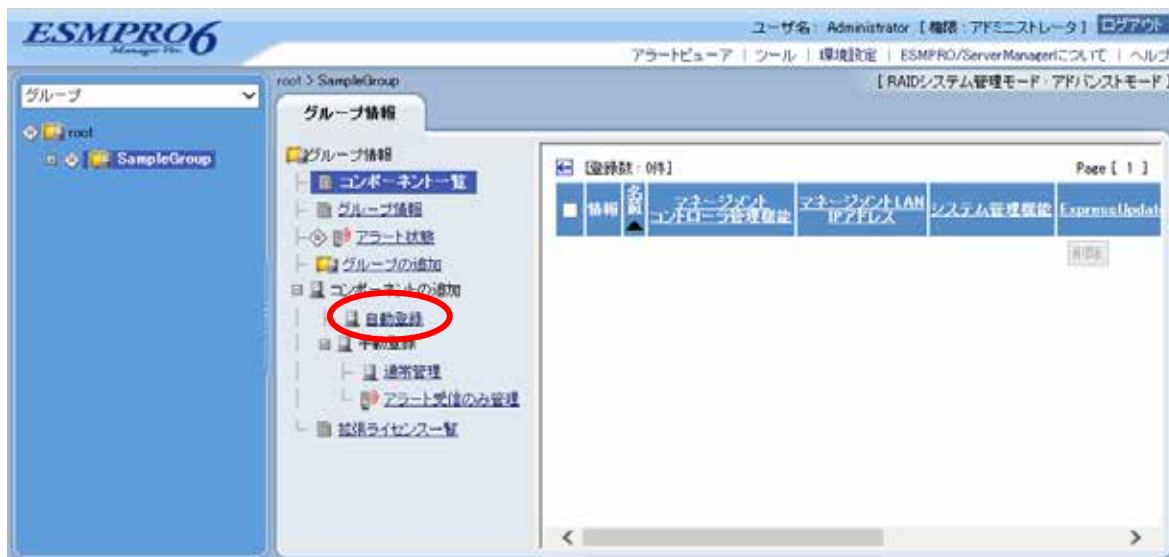 ESMPRO6
Manager Ver.
ユーザ名： Administrator 【 権限：アドミニストレータ 】 ログアウト
アラートビューア | ツール | 環境設定 | ESMPRO/ServerManagerについて | ヘルプ
グループ
root
SampleGroup
root > SampleGroup
[ RAIDシステム管理モード：アドバンストモード ]
グループ情報
グループ情報
コンポーネント一覧
グループ情報
アラート状態
グループの追加
コンポーネントの追加
自動登録
手動登録
通常管理
アラート受信のみ管理
拡張ライセンス一覧
[登録数：0件]
Page [ 1 ]
情報
名前
マネージメントコントローラ管理機能
マネージメントLAN IPアドレス
システム管理機能
ExpressUpdat
削除